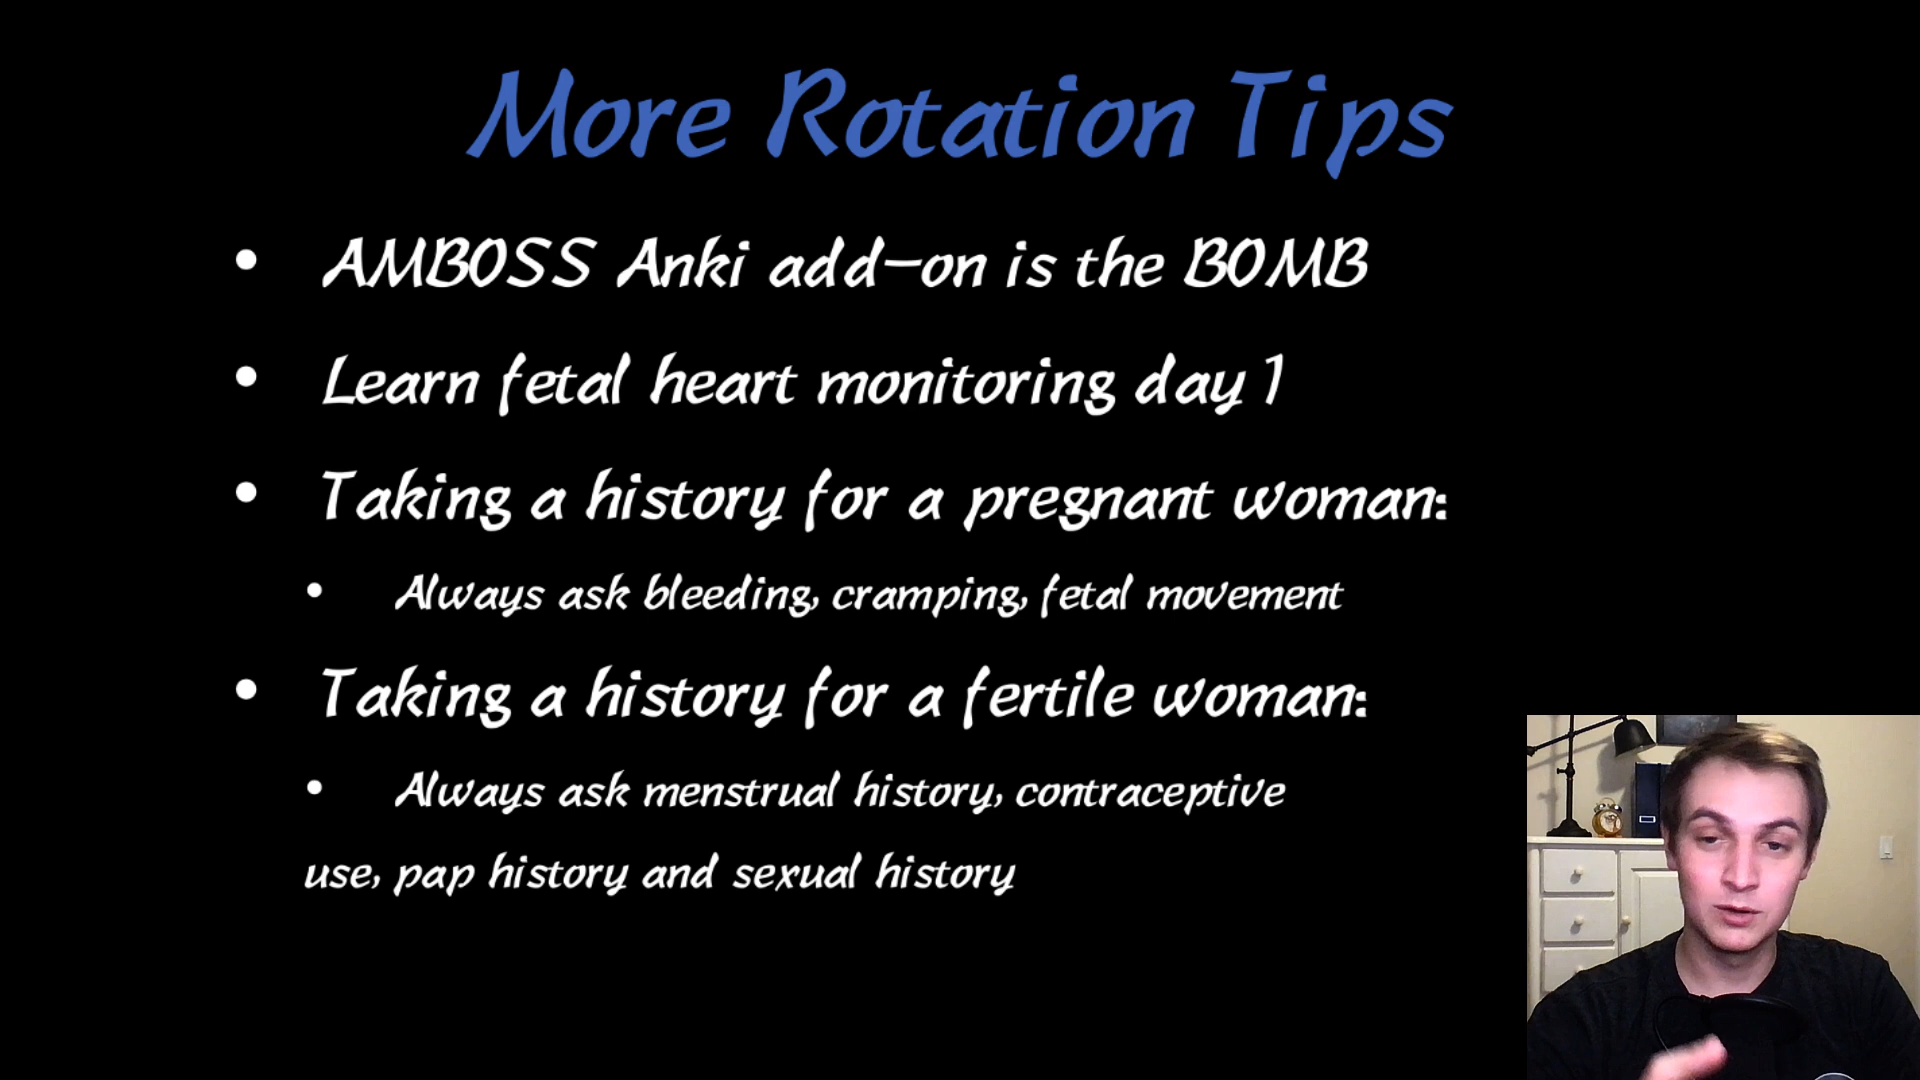 More Rotation Tips
• AMBOSS Anki add-on is the BOMB
• Learn fetal heart monitoring day 1
• Taking a history for a pregnant woman:
• Always ask bleeding, cramping, fetal movement
• Taking a history for a fertile woman:
• Always ask menstrual history, contraceptive
use, pap history and sexual history